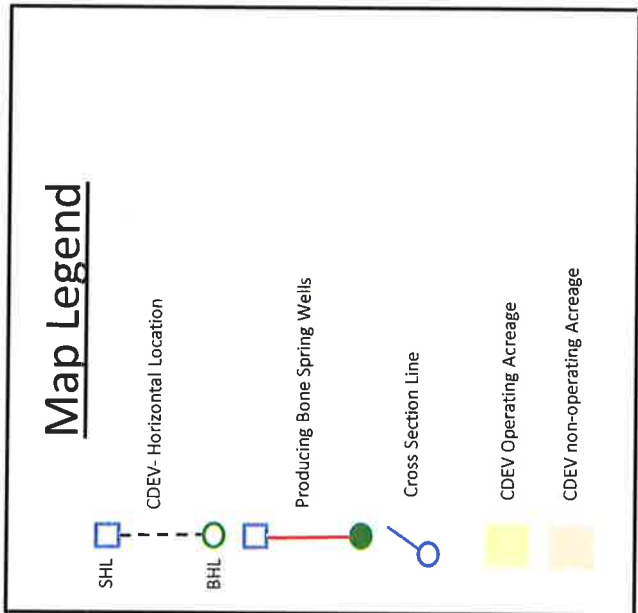 Map Legend
SHL
CDEV- Horizontal Location
BHL
Producing Bone Spring Wells
Cross Section Line
CDEV Operating Acreage
CDEV non-operating Acreage